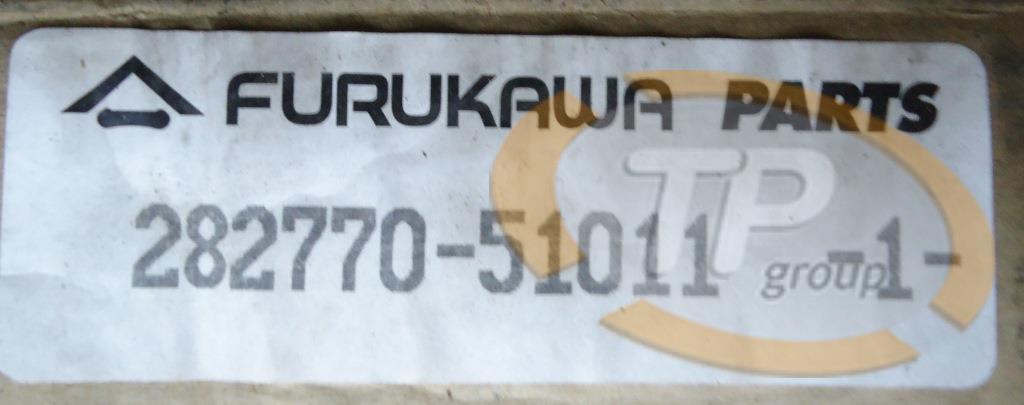 FURUKAWA PARTS
282770-51011 -1-
TP
group